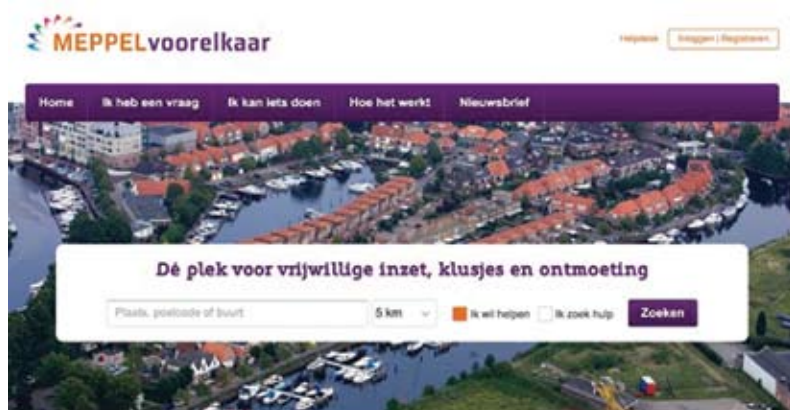 MEPPELvoorelkaar
Helpdesk Inloggen | Registreren
Home Ik heb een vraag Ik kan iets doen Hoe het werkt Nieuwsbrief
Dé plek voor vrijwillige inzet, klusjes en ontmoeting
Plaats, postcode of buurt 5 km Ik wil helpen Ik zoek hulp Zoeken